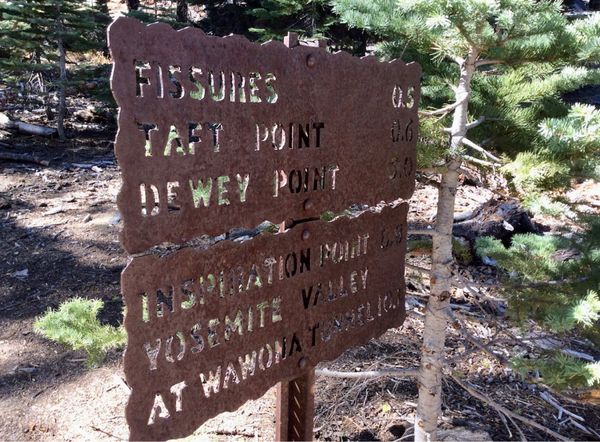 FISSURES 0.5
TAFT POINT 0.6
DEWEY POINT
INSPIRATION POINT
YOSEMITE VALLEY
AT WAWONA TUNNEL